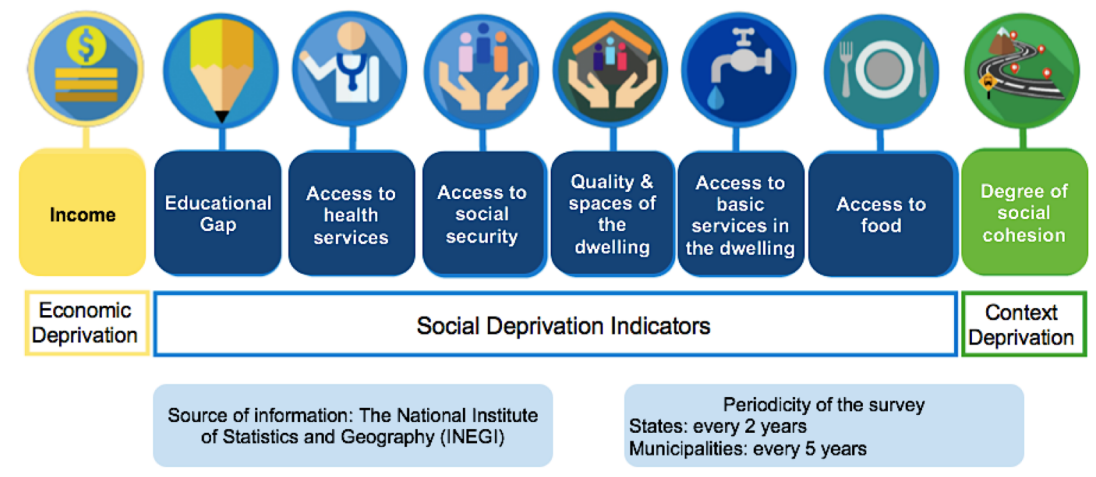 $
Income
Educational
Gap
Access to
health
services
Access to
social
security
Quality &
spaces of
the
dwelling
Access to
basic
services in
the dwelling
Access to
food
Degree of
social
cohesion
Economic
Deprivation
Social Deprivation Indicators
Context
Deprivation
Source of information: The National Institute
of Statistics and Geography (INEGI)
Periodicity of the survey
States: every 2 years
Municipalities: every 5 years